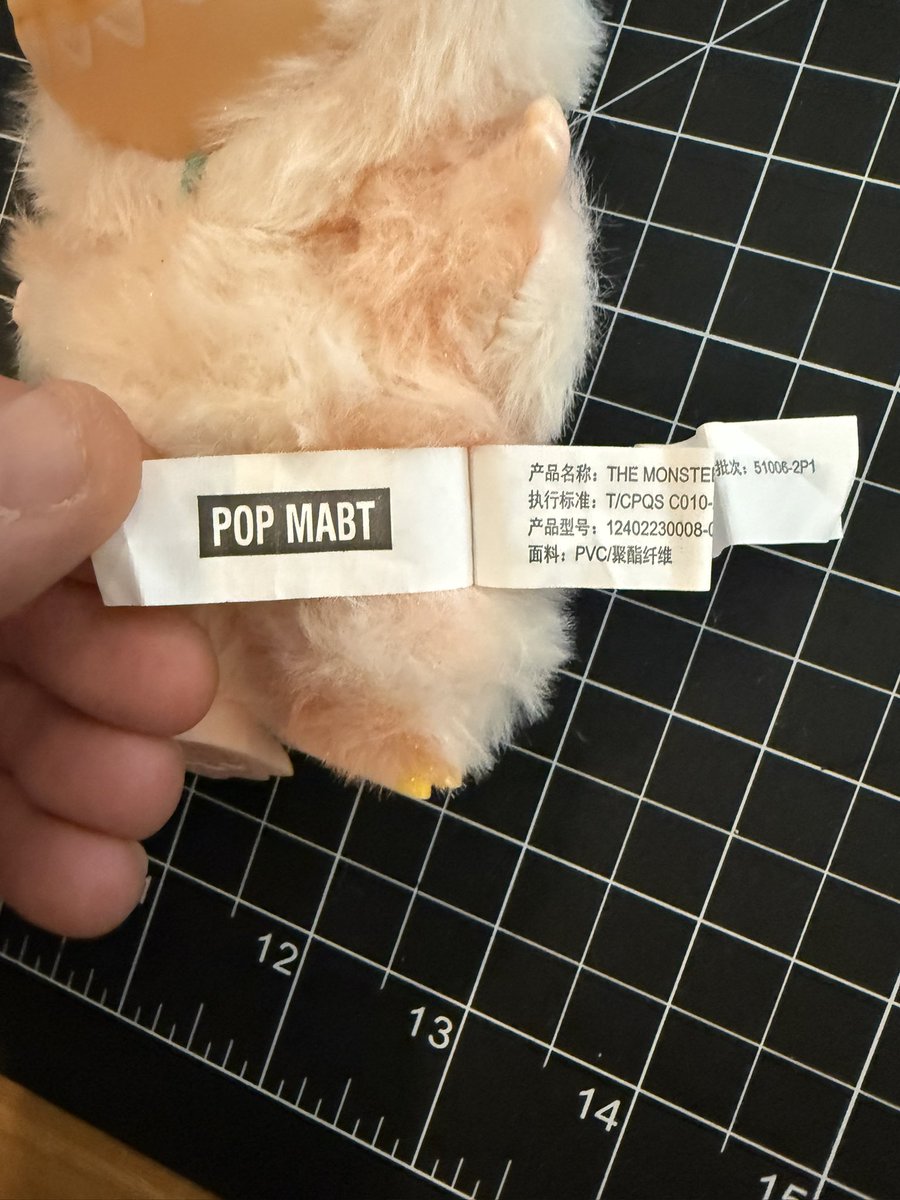 POP MABT
产品名称：THE MONSTE
执行标准：T/CPQS C010-
产品型号：12402230008-
面料：PVC/聚酯纤维
批次：51006-2P1
12
13
14
15